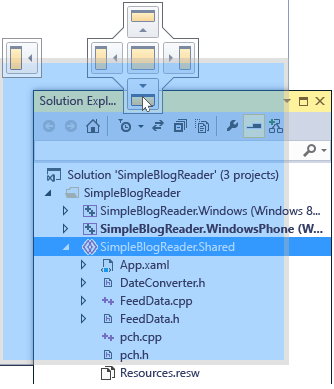 Solution Expl...
Solution 'SimpleBlogReader' (3 projects)
SimpleBlogReader
SimpleBlogReader.Windows (Windows 8...
SimpleBlogReader.WindowsPhone (W...
SimpleBlogReader.Shared
App.xaml
DateConverter.h
FeedData.cpp
FeedData.h
pch.cpp
pch.h
Resources.resw